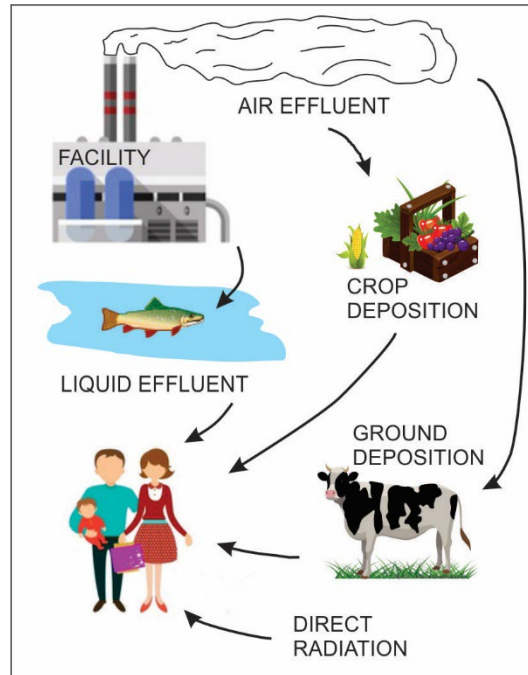 AIR EFFLUENT
FACILITY
CROP
DEPOSITION
LIQUID EFFLUENT
GROUND
DEPOSITION
DIRECT
RADIATION